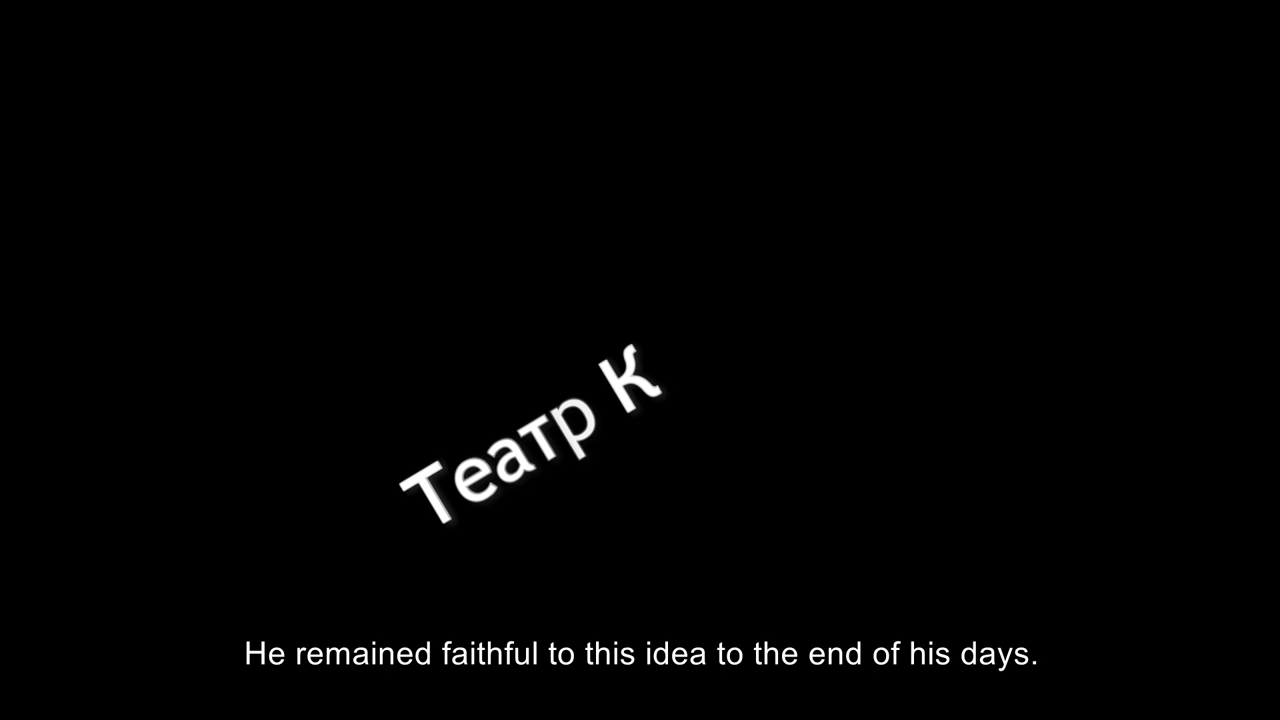 Театр К
He remained faithful to this idea to the end of his days.